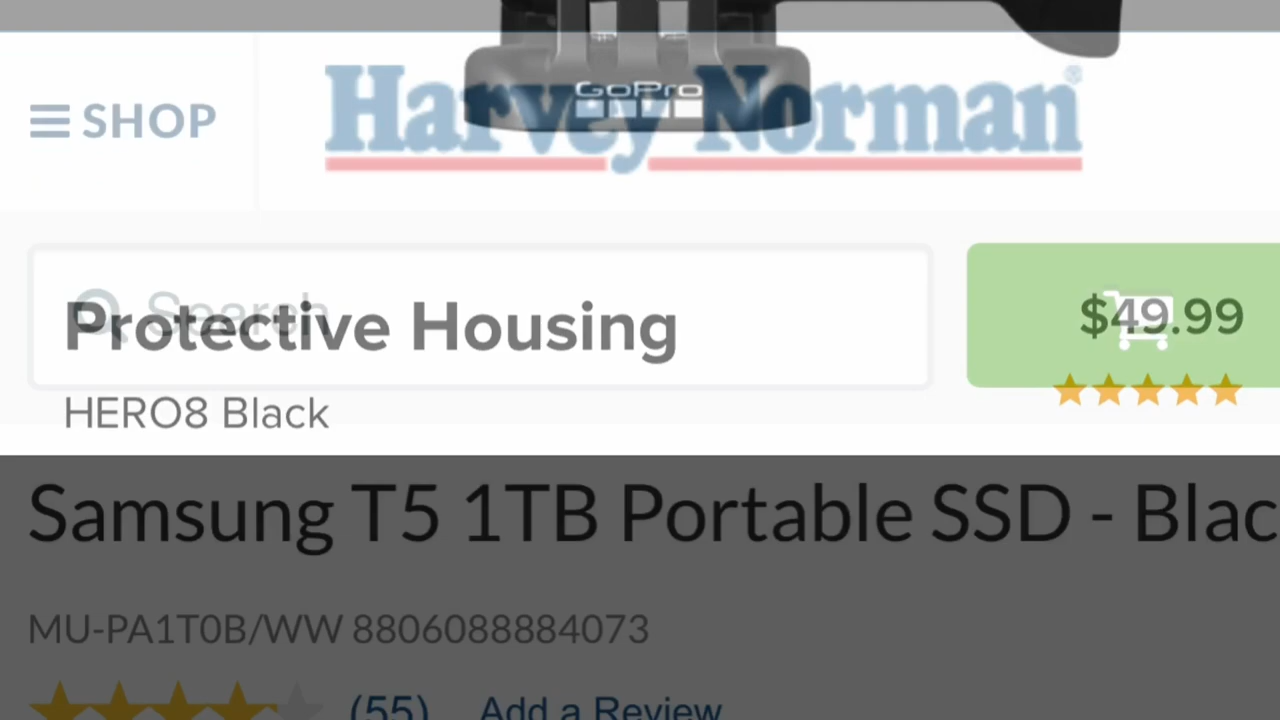 GoPro
Harvey Norman®
SHOP
Search
Protective Housing
$49.99
HERO8 Black
Samsung T5 1TB Portable SSD - Blac
MU-PA1T0B/WW 8806088884073
(55) Add a Review